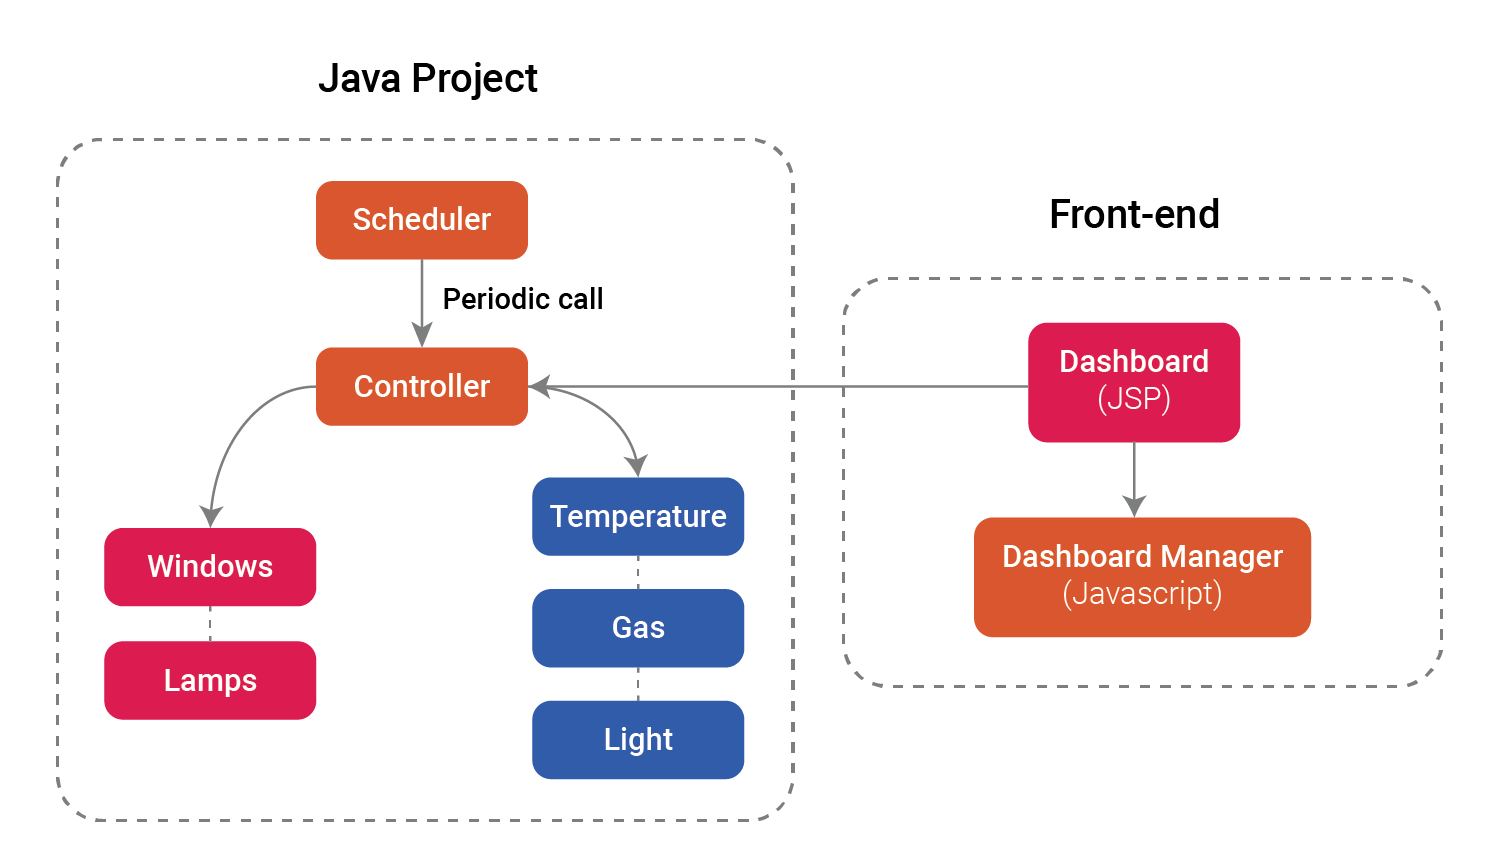 Java Project
Scheduler
Periodic call
Controller
Windows
Lamps
Temperature
Gas
Light
Front-end
Dashboard
(JSP)
Dashboard Manager
(Javascript)